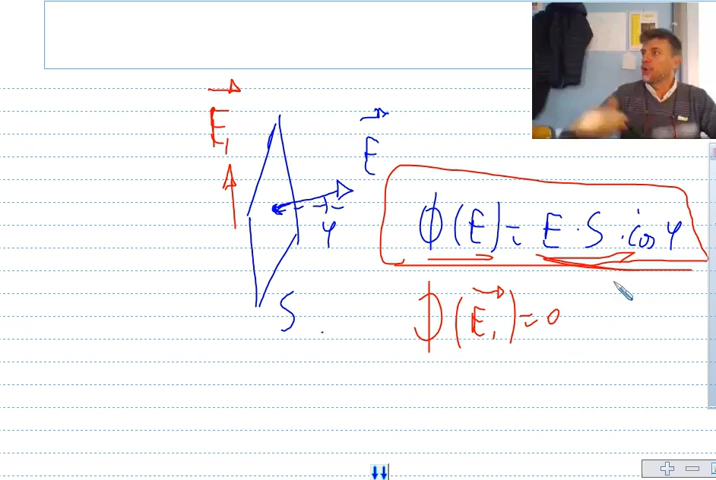 E₁
E
φ
Φ(E) = E · S · cos φ
S
Φ(E₁) = 0